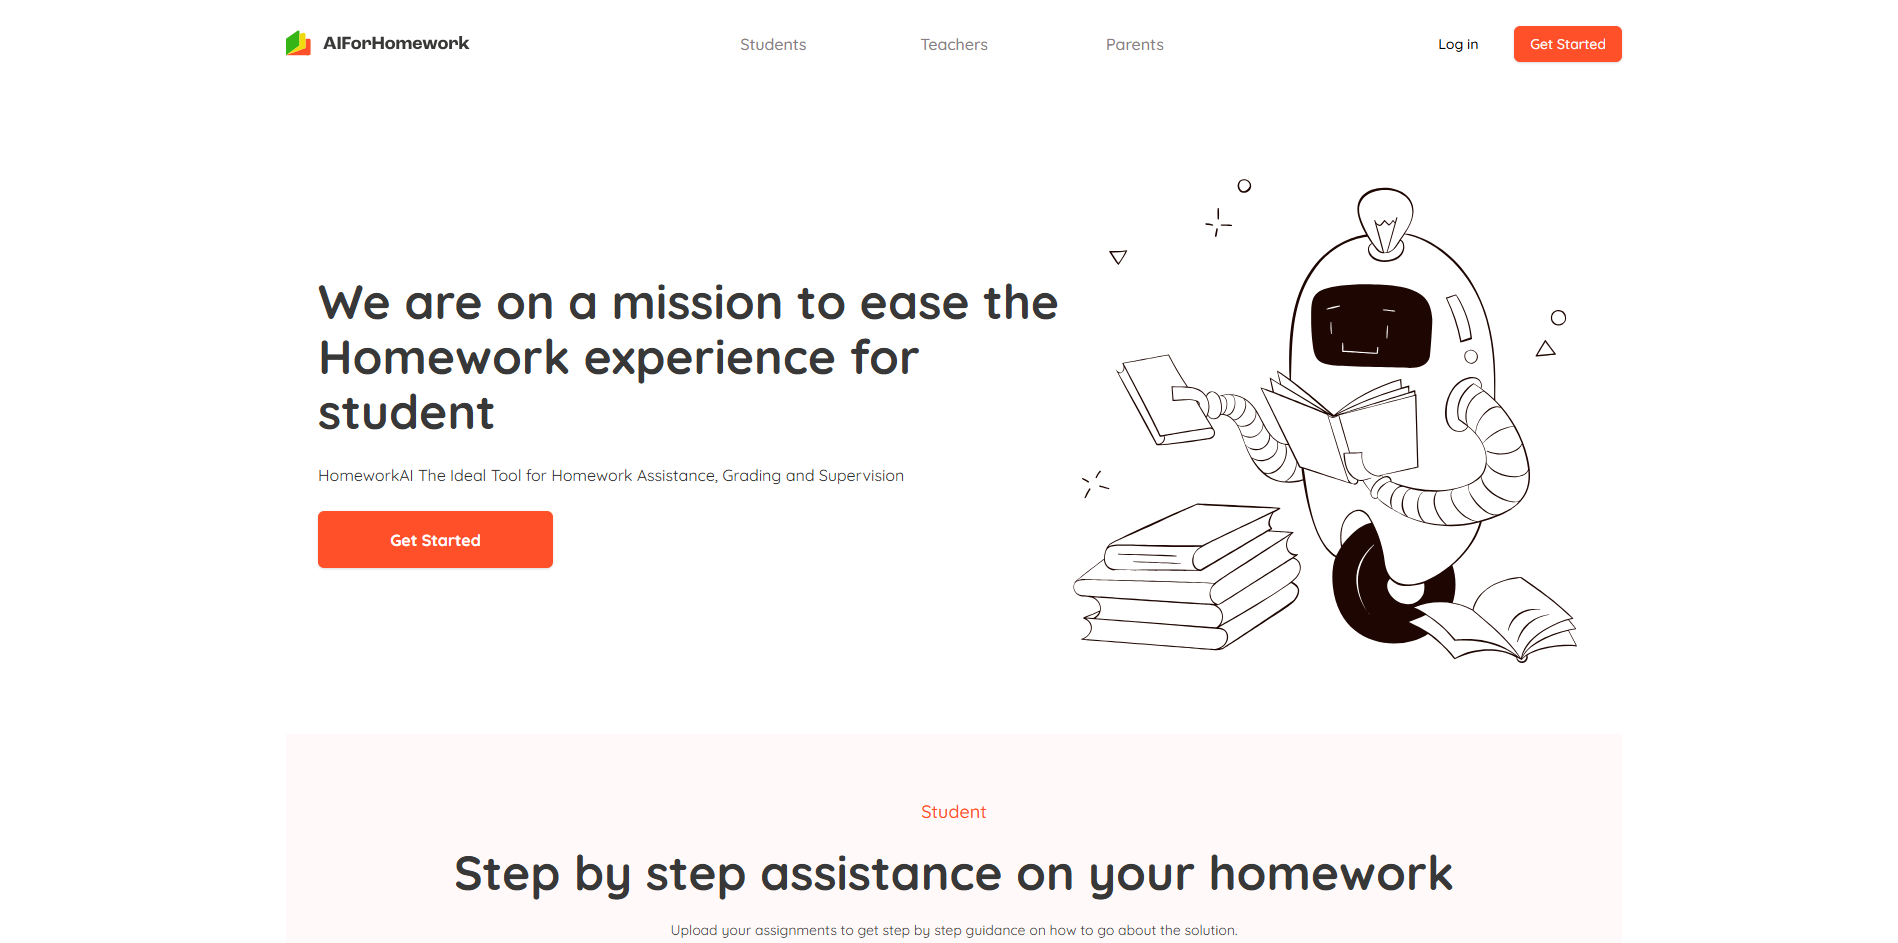 AIForHomework
Students
Teachers
Parents
Log in
Get Started
We are on a mission to ease the
Homework experience for
student
HomeworkAI The Ideal Tool for Homework Assistance, Grading and Supervision
Get Started
Student
Step by step assistance on your homework
Upload your assignments to get step by step guidance on how to go about the solution.